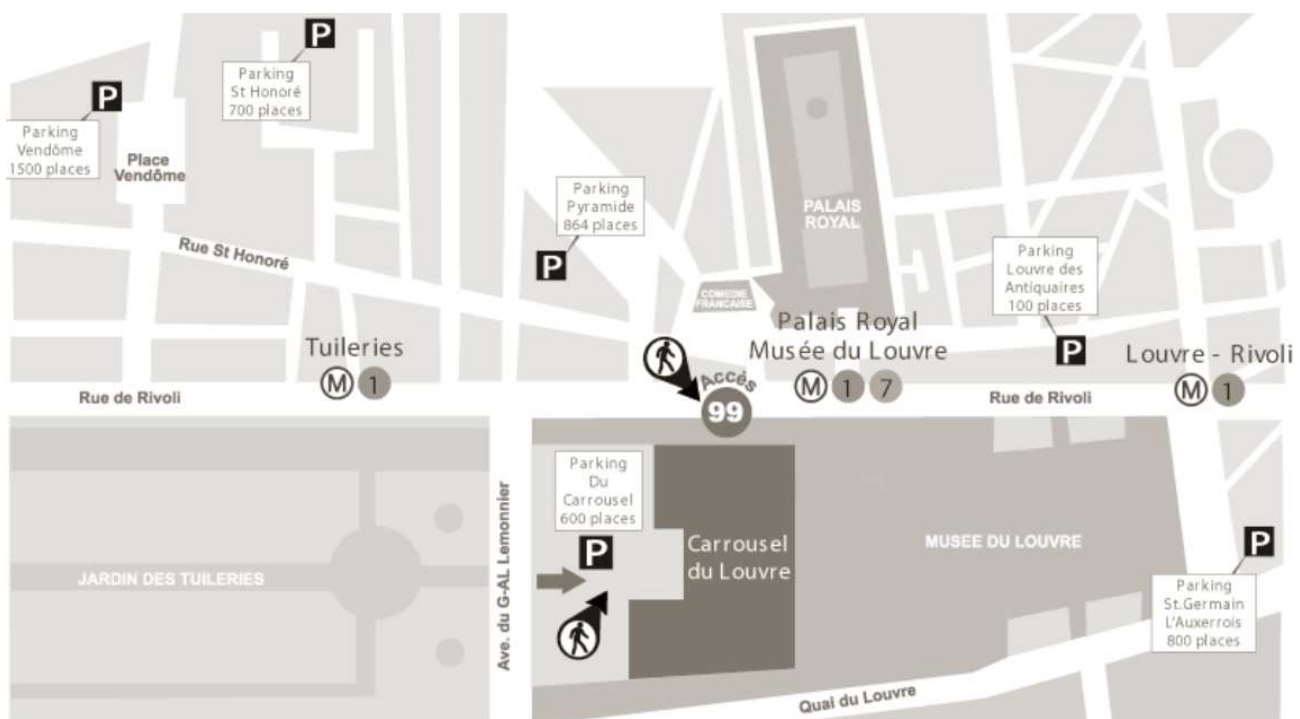 P
Parking
St Honoré
700 places
P
Parking
Vendôme
1500 places
Place
Vendôme
Rue St Honoré
Parking
Pyramide
864 places
P
PALAIS
ROYAL
COMEDIE
FRANCAISE
Parking
Louvre des
Antiquaires
100 places
P
Tuileries
M 1
Palais Royal
Musée du Louvre
M 1 7
Louvre - Rivoli
M 1
Rue de Rivoli
Accès
99
Rue de Rivoli
Parking
Du
Carrousel
600 places
P
Ave. du G-AL Lemonnier
JARDIN DES TUILERIES
Carrousel
du Louvre
MUSEE DU LOUVRE
P
Parking
St.Germain
L'Auxerrois
800 places
Quai du Louvre